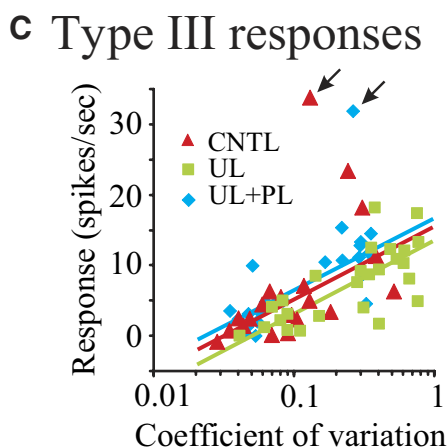 C Type III responses
Response (spikes/sec)
30
20
10
0
CNTL
UL
UL+PL
0.01 0.1 1
Coefficient of variation